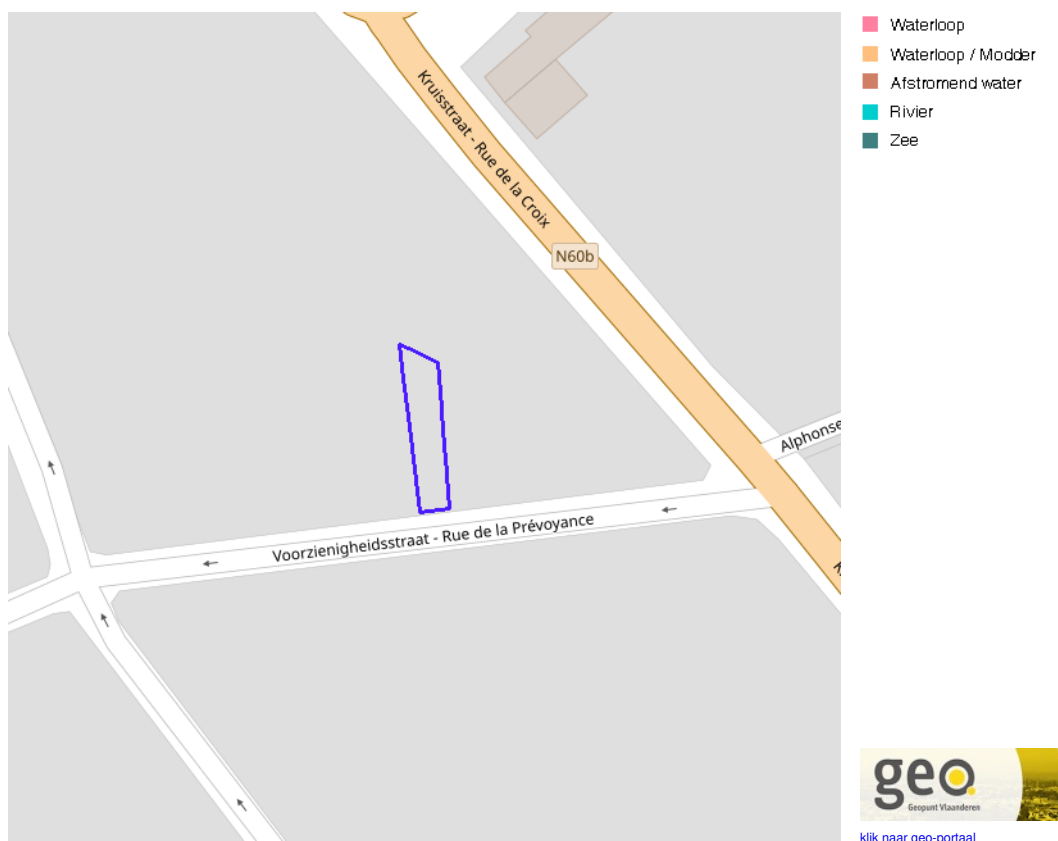 Waterloop
Waterloop / Modder
Afstromend water
Rivier
Zee
Kruisstraat - Rue de la Croix
N60b
Alphonse
Voorzienigheidsstraat - Rue de la Prévoyance
geo
Geopunt Vlaanderen
klik naar geo-portaal